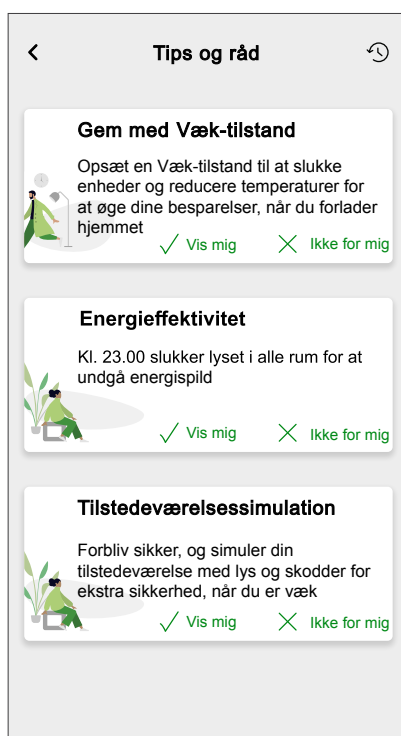 Tips og råd
Gem med Væk-tilstand
Opsæt en Væk-tilstand til at slukke
enheder og reducere temperaturer for
at øge dine besparelser, når du forlader
hjemmet
Vis mig
Ikke for mig
Energieffektivitet
Kl. 23.00 slukker lyset i alle rum for at
undgå energispild
Vis mig
Ikke for mig
Tilstedeværelsessimulation
Forbliv sikker, og simuler din
tilstedeværelse med lys og skodder for
ekstra sikkerhed, når du er væk
Vis mig
Ikke for mig